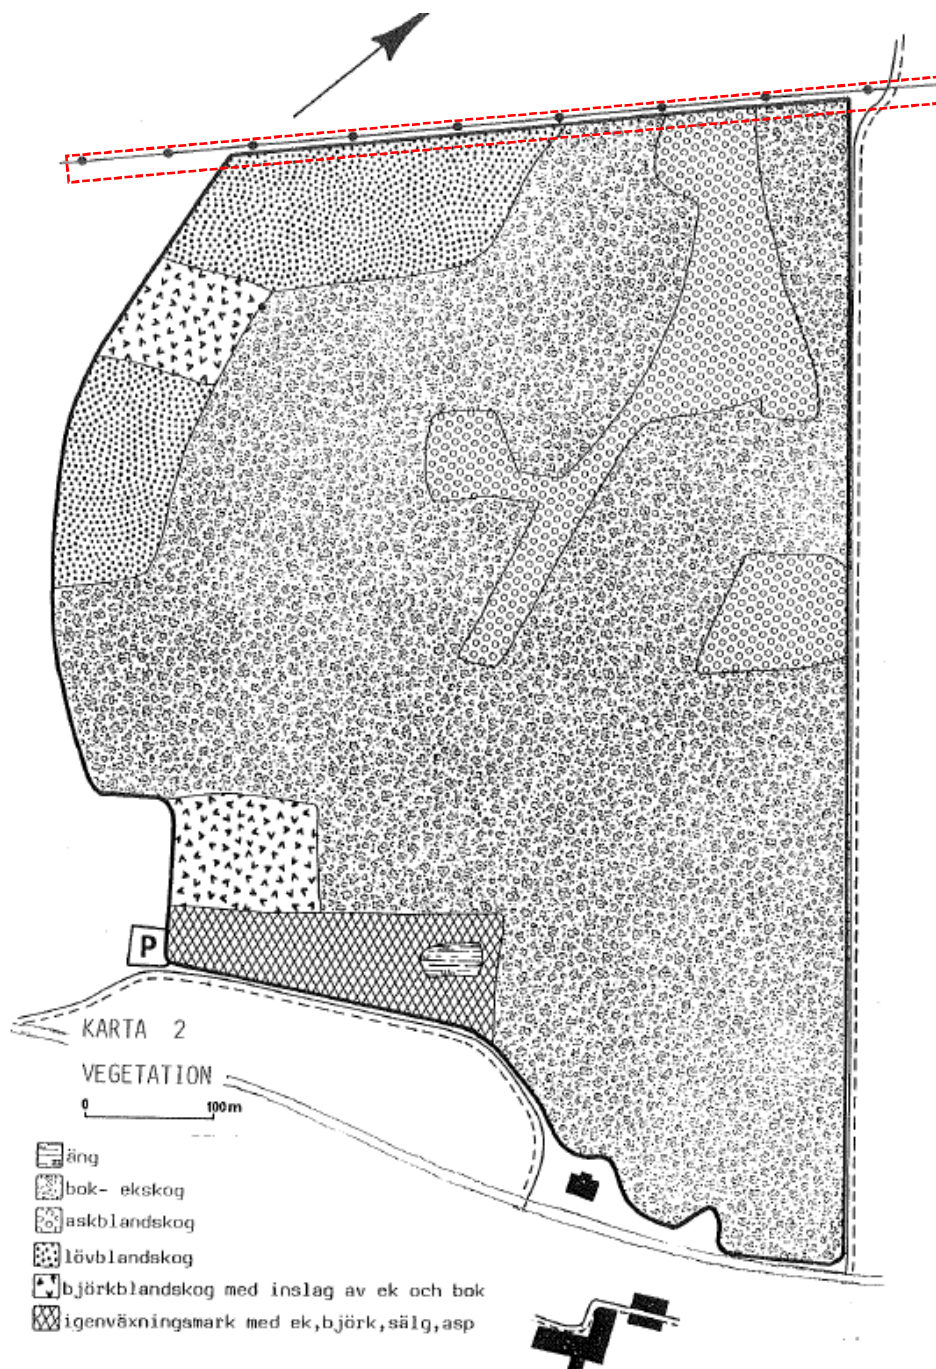 P
KARTA 2
VEGETATION
0 100m
äng
bok- ekskog
askblandskog
lövblandskog
björkblandskog med inslag av ek och bok
igenväxningsmark med ek,björk,sälg,asp